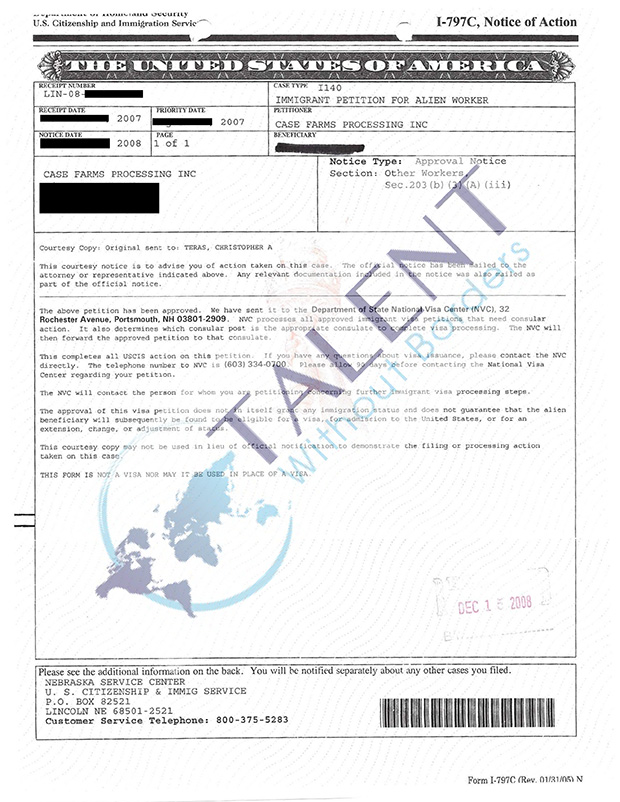 Department of Homeland Security
U.S. Citizenship and Immigration Servic
I-797C, Notice of Action
THE UNITED STATES OF AMERICA
RECEIPT NUMBER
LIN-08-
CASE TYPE I140
IMMIGRANT PETITION FOR ALIEN WORKER
RECEIPT DATE
2007
PRIORITY DATE
2007
PETITIONER
CASE FARMS PROCESSING INC
NOTICE DATE
2008
PAGE
1 of 1
BENEFICIARY
CASE FARMS PROCESSING INC
Notice Type: Approval Notice
Section: Other Workers,
Sec.203(b)(3)(A)(iii)
Courtesy Copy: Original sent to: TERAS, CHRISTOPHER A
This courtesy notice is to advise you of action taken on this case. The official notice has been mailed to the
attorney or representative indicated above. Any relevant documentation included in the notice was also mailed as
part of the official notice.
The above petition has been approved. We have sent it to the Department of State National Visa Center (NVC), 32
Rochester Avenue, Portsmouth, NH 03801-2909. NVC processes all approved immigrant visa petitions that need consular
action. It also determines which consular post is the appropriate consulate to complete visa processing. The NVC will
then forward the approved petition to that consulate.
This completes all USCIS action on this petition. If you have any questions about visa issuance, please contact the NVC
directly. The telephone number to NVC is (603) 334-0700. Please allow 90 days before contacting the National Visa
Center regarding your petition.
The NVC will contact the person for whom you are petitioning concerning further immigrant visa processing steps.
The approval of this visa petition does not in itself grant any immigration status and does not guarantee that the alien
beneficiary will subsequently be found to be eligible for a visa, for admission to the United States, or for an
extension, change, or adjustment of status.
This courtesy copy may not be used in lieu of official notification to demonstrate the filing or processing action
taken on this case.
THIS FORM IS NOT A VISA NOR MAY IT BE USED IN PLACE OF A VISA.
TALENT
Without Borders
DEC 15 2008
Please see the additional information on the back. You will be notified separately about any other cases you filed.
NEBRASKA SERVICE CENTER
U. S. CITIZENSHIP & IMMIG SERVICE
P.O. BOX 82521
LINCOLN NE 68501-2521
Customer Service Telephone: 800-375-5283
Form I-797C (Rev. 01/31/05) N